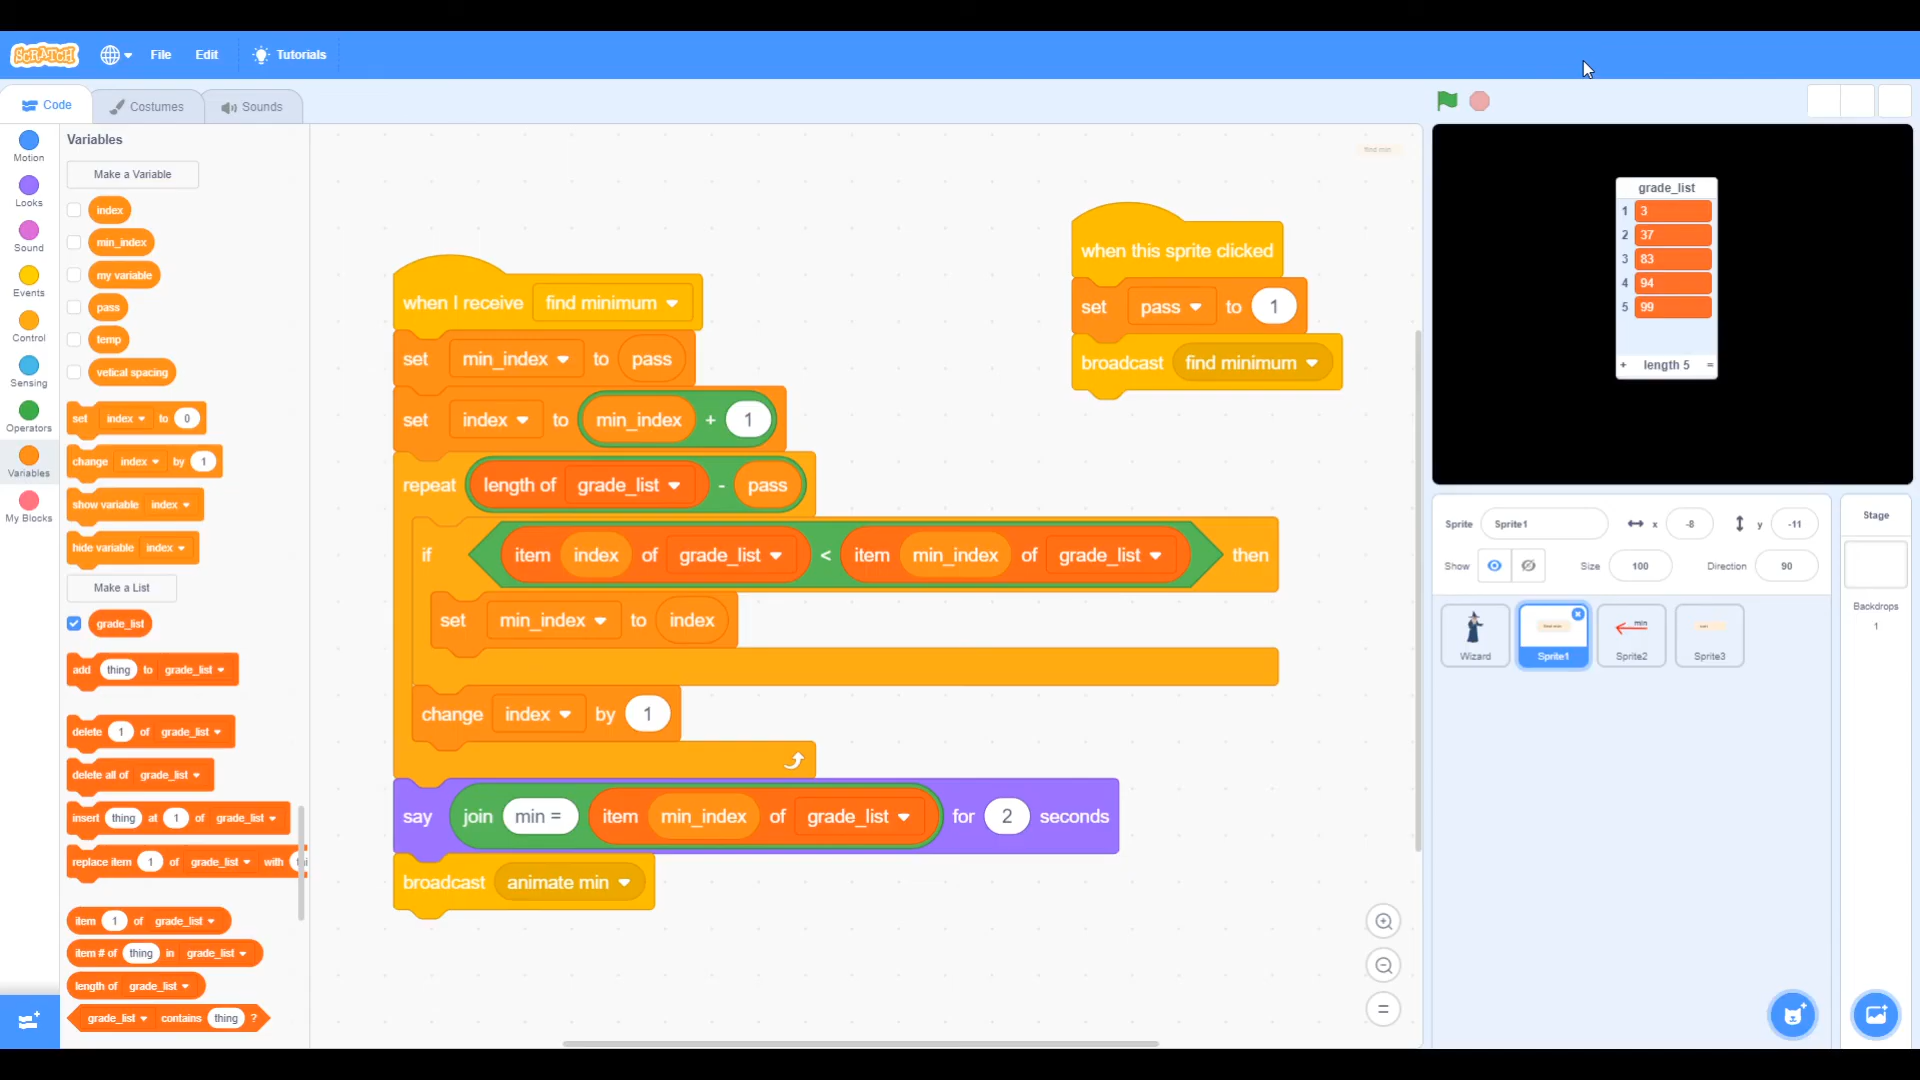 SCRATCH File Edit Tutorials
Code Costumes Sounds
Motion
Looks
Sound
Events
Control
Sensing
Operators
Variables
My Blocks
Variables
Make a Variable
index
min_index
my variable
pass
temp
vetical spacing
set index to 0
change index by 1
show variable index
hide variable index
Make a List
grade_list
add thing to grade_list
delete 1 of grade_list
delete all of grade_list
insert thing at 1 of grade_list
replace item 1 of grade_list with
item 1 of grade_list
item # of thing in grade_list
length of grade_list
grade_list contains thing ?
when I receive find minimum
set min_index to pass
set index to min_index + 1
repeat length of grade_list - pass
if item index of grade_list < item min_index of grade_list then
set min_index to index
change index by 1
say join min = item min_index of grade_list for 2 seconds
broadcast animate min
find min
when this sprite clicked
set pass to 1
broadcast find minimum
grade_list
1 3
2 37
3 83
4 94
5 99
+ length 5 =
Sprite Sprite1 x -8 y -11
Show Size 100 Direction 90
Wizard
Sprite1
min
Sprite2
Sprite3
Stage
Backdrops
1